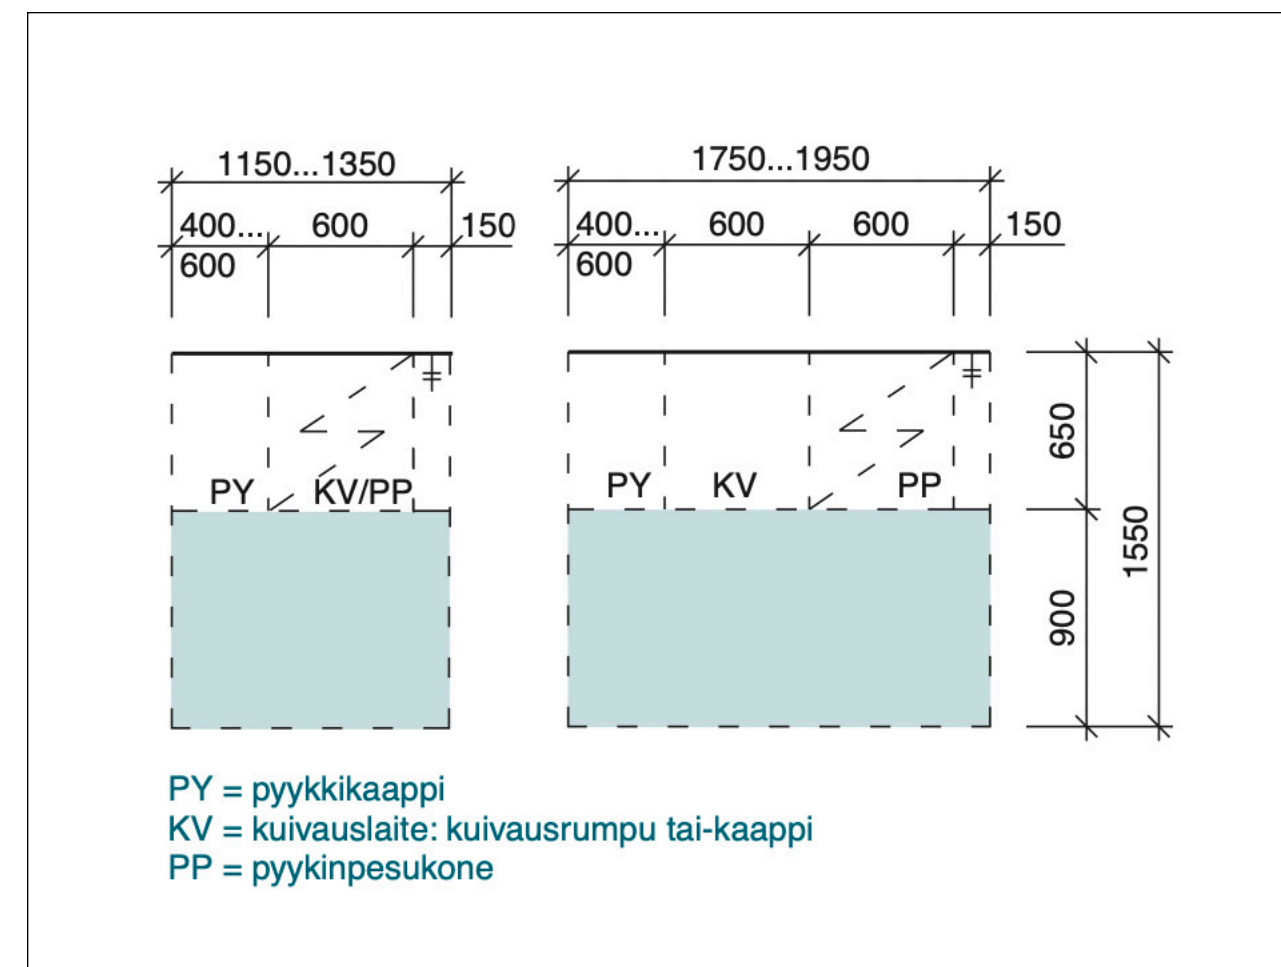 1150...1350
1750...1950
400... 600 150
600
400... 600 600 150
600
PY KV/PP
PY KV PP
650
900
1550
PY = pyykkikaappi
KV = kuivauslaite: kuivausrumpu tai-kaappi
PP = pyykinpesukone